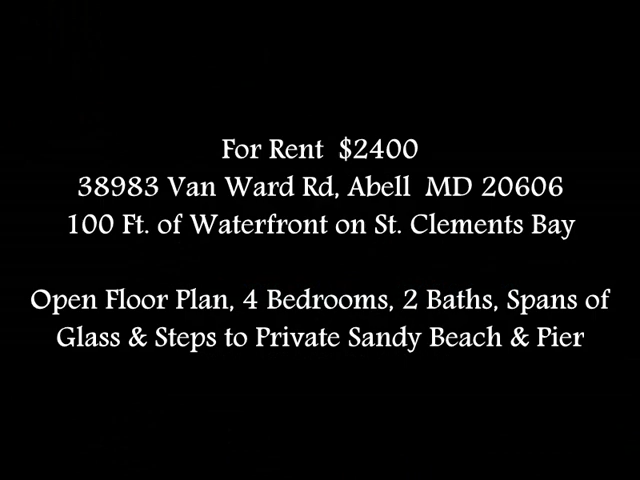 For Rent  $2400
38983 Van Ward Rd, Abell  MD 20606
100 Ft. of Waterfront on St. Clements Bay
Open Floor Plan, 4 Bedrooms, 2 Baths, Spans of
Glass & Steps to Private Sandy Beach & Pier